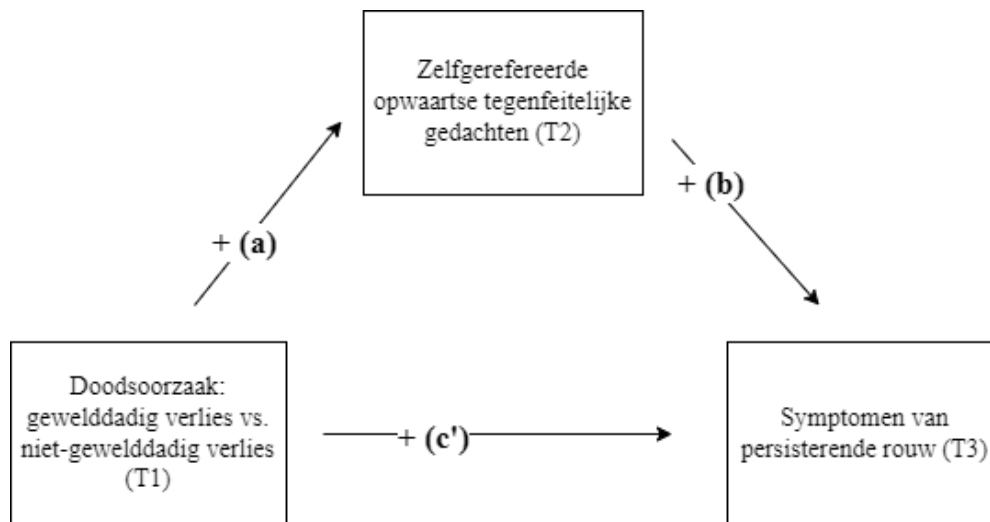 Zelfgerefereerde
opwaartse tegenfeitelijke
gedachten (T2)
+ (a)
+ (b)
Doodsoorzaak:
gewelddadig verlies vs.
niet-gewelddadig verlies
(T1)
+ (c')
Symptomen van
persisterende rouw (T3)